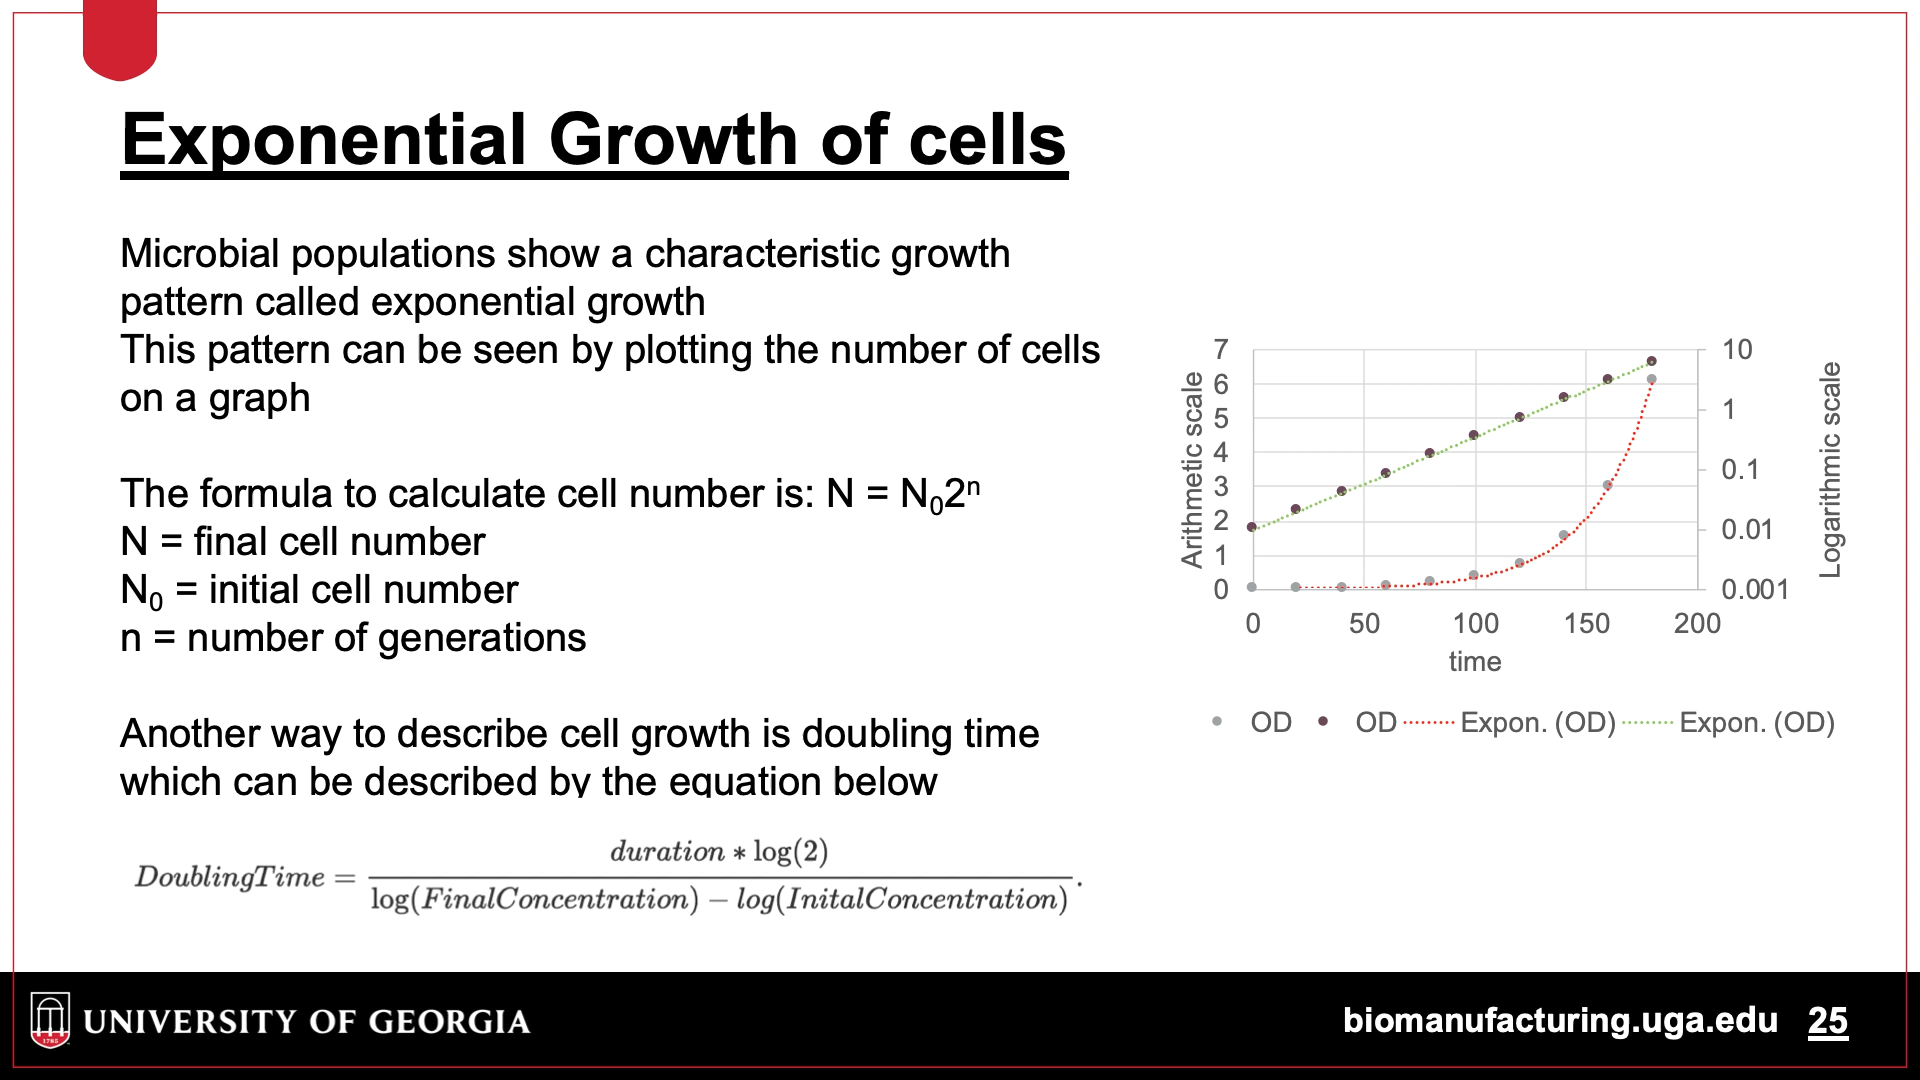 Exponential Growth of cells
Microbial populations show a characteristic growth
pattern called exponential growth
This pattern can be seen by plotting the number of cells
on a graph
The formula to calculate cell number is: N = N₀2ⁿ
N = final cell number
N₀ = initial cell number
n = number of generations
Another way to describe cell growth is doubling time
which can be described by the equation below
DoublingTime = duration * log(2) / log(FinalConcentration) − log(InitalConcentration) .
Arithmetic scale
7
6
5
4
3
2
1
0
10
1
0.1
0.01
0.001
Logarithmic scale
0 50 100 150 200
time
OD OD Expon. (OD) Expon. (OD)
1785
UNIVERSITY OF GEORGIA
biomanufacturing.uga.edu 25